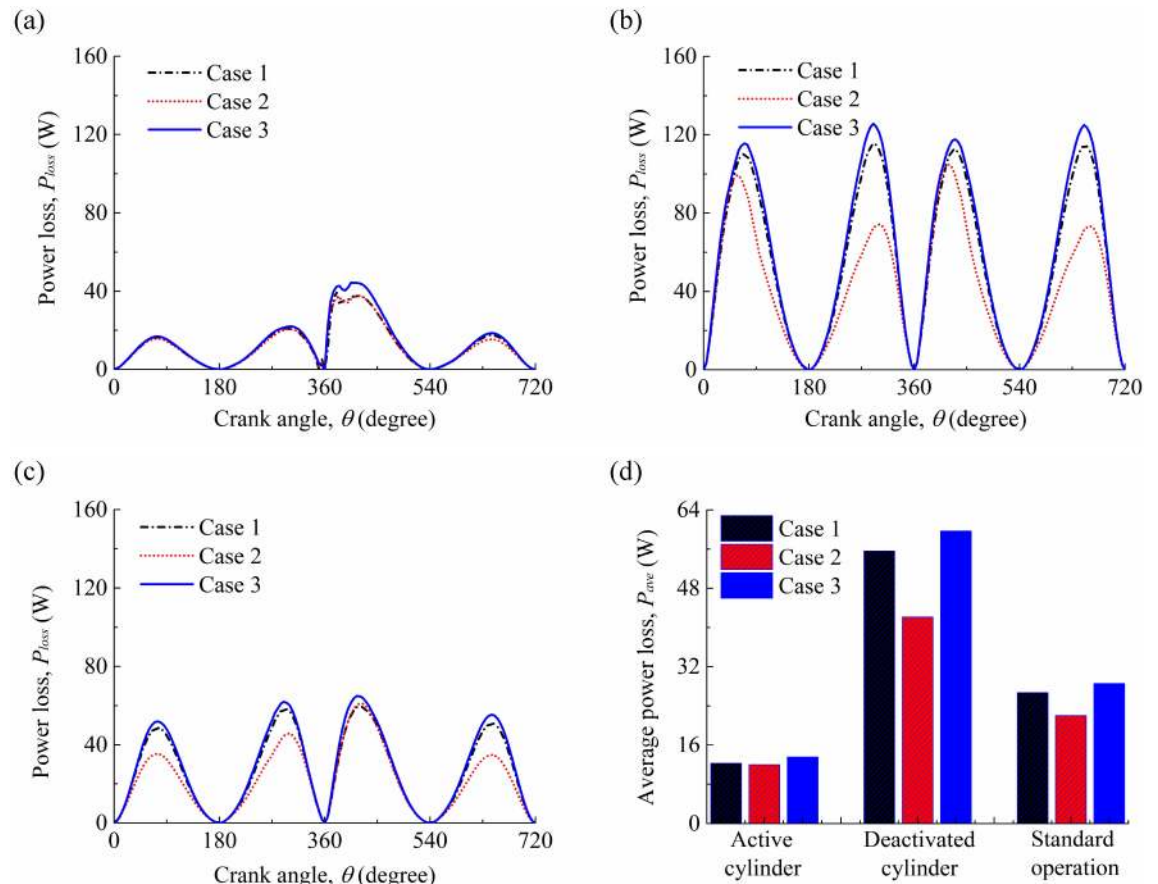 (a)
160
120
80
40
0
Power loss, P_loss (W)
Case 1
Case 2
Case 3
0 180 360 540 720
Crank angle, θ (degree)
(b)
160
120
80
40
0
Power loss, P_loss (W)
Case 1
Case 2
Case 3
0 180 360 540 720
Crank angle, θ (degree)
(c)
160
120
80
40
0
Power loss, P_loss (W)
Case 1
Case 2
Case 3
0 180 360 540 720
Crank angle, θ (degree)
(d)
64
48
32
16
0
Average power loss, P_ave (W)
Case 1
Case 2
Case 3
Active Deactivated Standard
cylinder cylinder operation